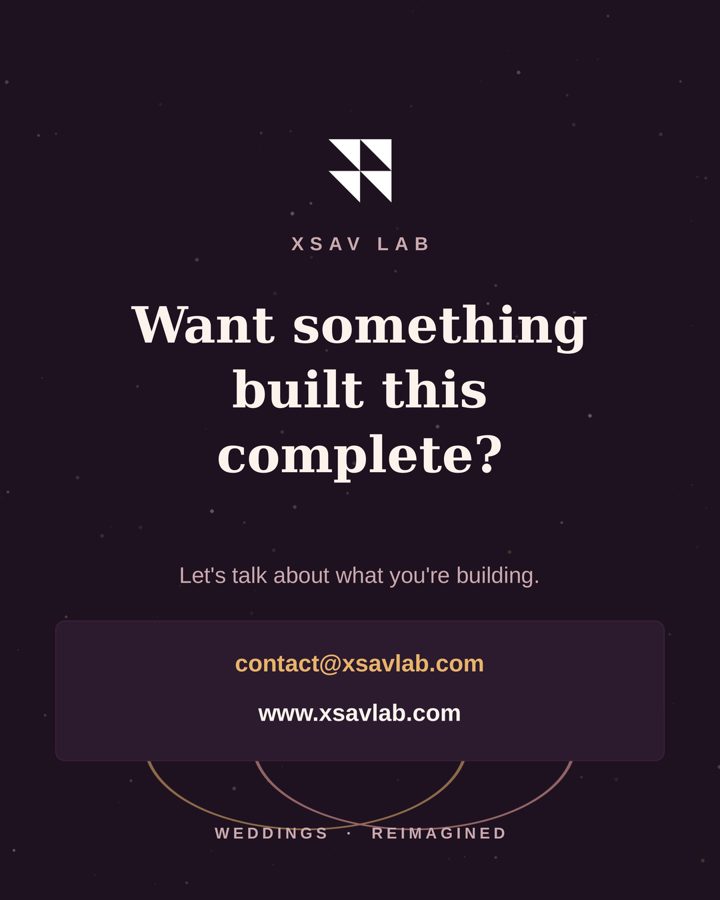 XSAV LAB
Want something
built this
complete?
Let's talk about what you're building.
contact@xsavlab.com
www.xsavlab.com
WEDDINGS · REIMAGINED